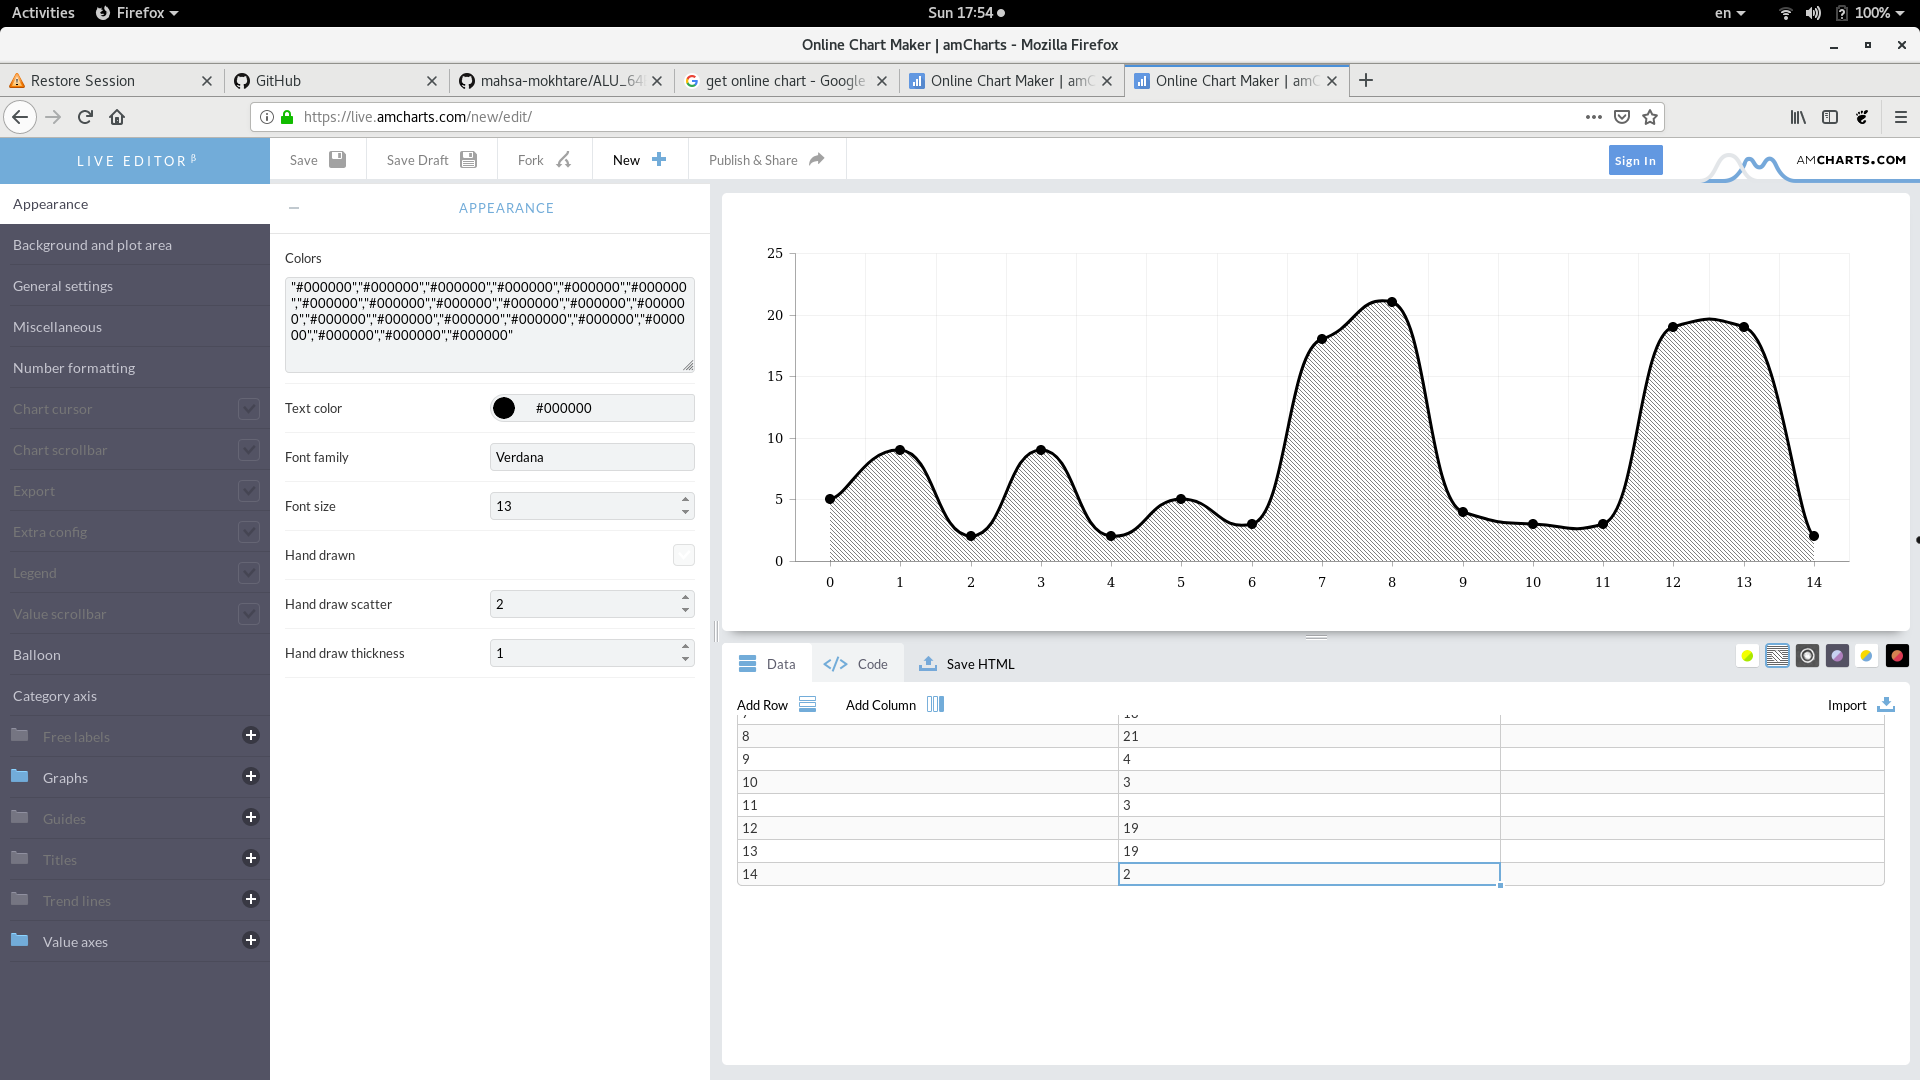 Activities Firefox Sun 17:54 en 100%
Online Chart Maker | amCharts - Mozilla Firefox
Restore Session GitHub mahsa-mokhtare/ALU_64 get online chart - Google Online Chart Maker | amC Online Chart Maker | amC
https://live.amcharts.com/new/edit/
LIVE EDITOR β Save Save Draft Fork New Publish & Share Sign In AMCHARTS.COM
Appearance
Background and plot area
General settings
Miscellaneous
Number formatting
Chart cursor
Chart scrollbar
Export
Extra config
Legend
Value scrollbar
Balloon
Category axis
Free labels
Graphs
Guides
Titles
Trend lines
Value axes
APPEARANCE
Colors
"#000000","#000000","#000000","#000000","#000000","#000000
","#000000","#000000","#000000","#000000","#000000","#00000
0","#000000","#000000","#000000","#000000","#000000","#0000
00","#000000","#000000","#000000"
Text color #000000
Font family Verdana
Font size 13
Hand drawn
Hand draw scatter 2
Hand draw thickness 1
25
20
15
10
5
0
0 1 2 3 4 5 6 7 8 9 10 11 12 13 14
Data </> Code Save HTML
Add Row Add Column Import
8 21
9 4
10 3
11 3
12 19
13 19
14 2